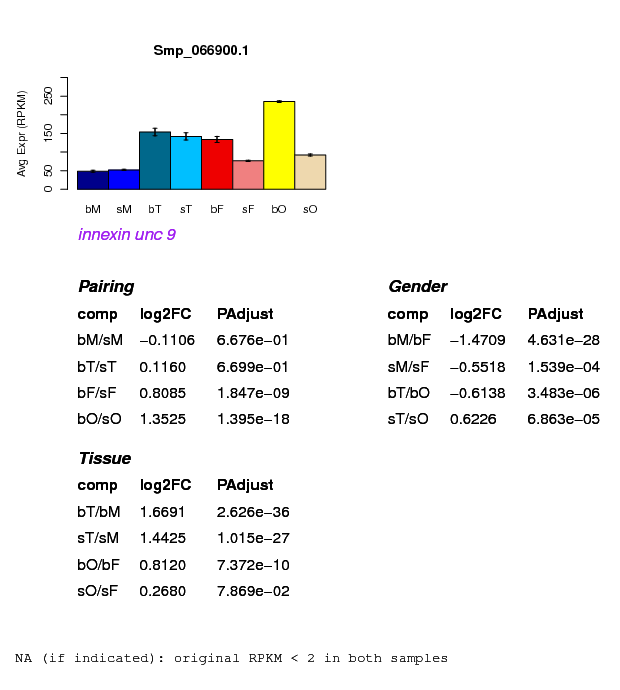 Smp_066900.1
Avg Expr (RPKM)
250
150
50
0
bM sM bT sT bF sF bO sO
innexin unc 9
Pairing
comp log2FC PAdjust
bM/sM −0.1106 6.676e−01
bT/sT 0.1160 6.699e−01
bF/sF 0.8085 1.847e−09
bO/sO 1.3525 1.395e−18
Gender
comp log2FC PAdjust
bM/bF −1.4709 4.631e−28
sM/sF −0.5518 1.539e−04
bT/bO −0.6138 3.483e−06
sT/sO 0.6226 6.863e−05
Tissue
comp log2FC PAdjust
bT/bM 1.6691 2.626e−36
sT/sM 1.4425 1.015e−27
bO/bF 0.8120 7.372e−10
sO/sF 0.2680 7.869e−02
NA (if indicated): original RPKM < 2 in both samples